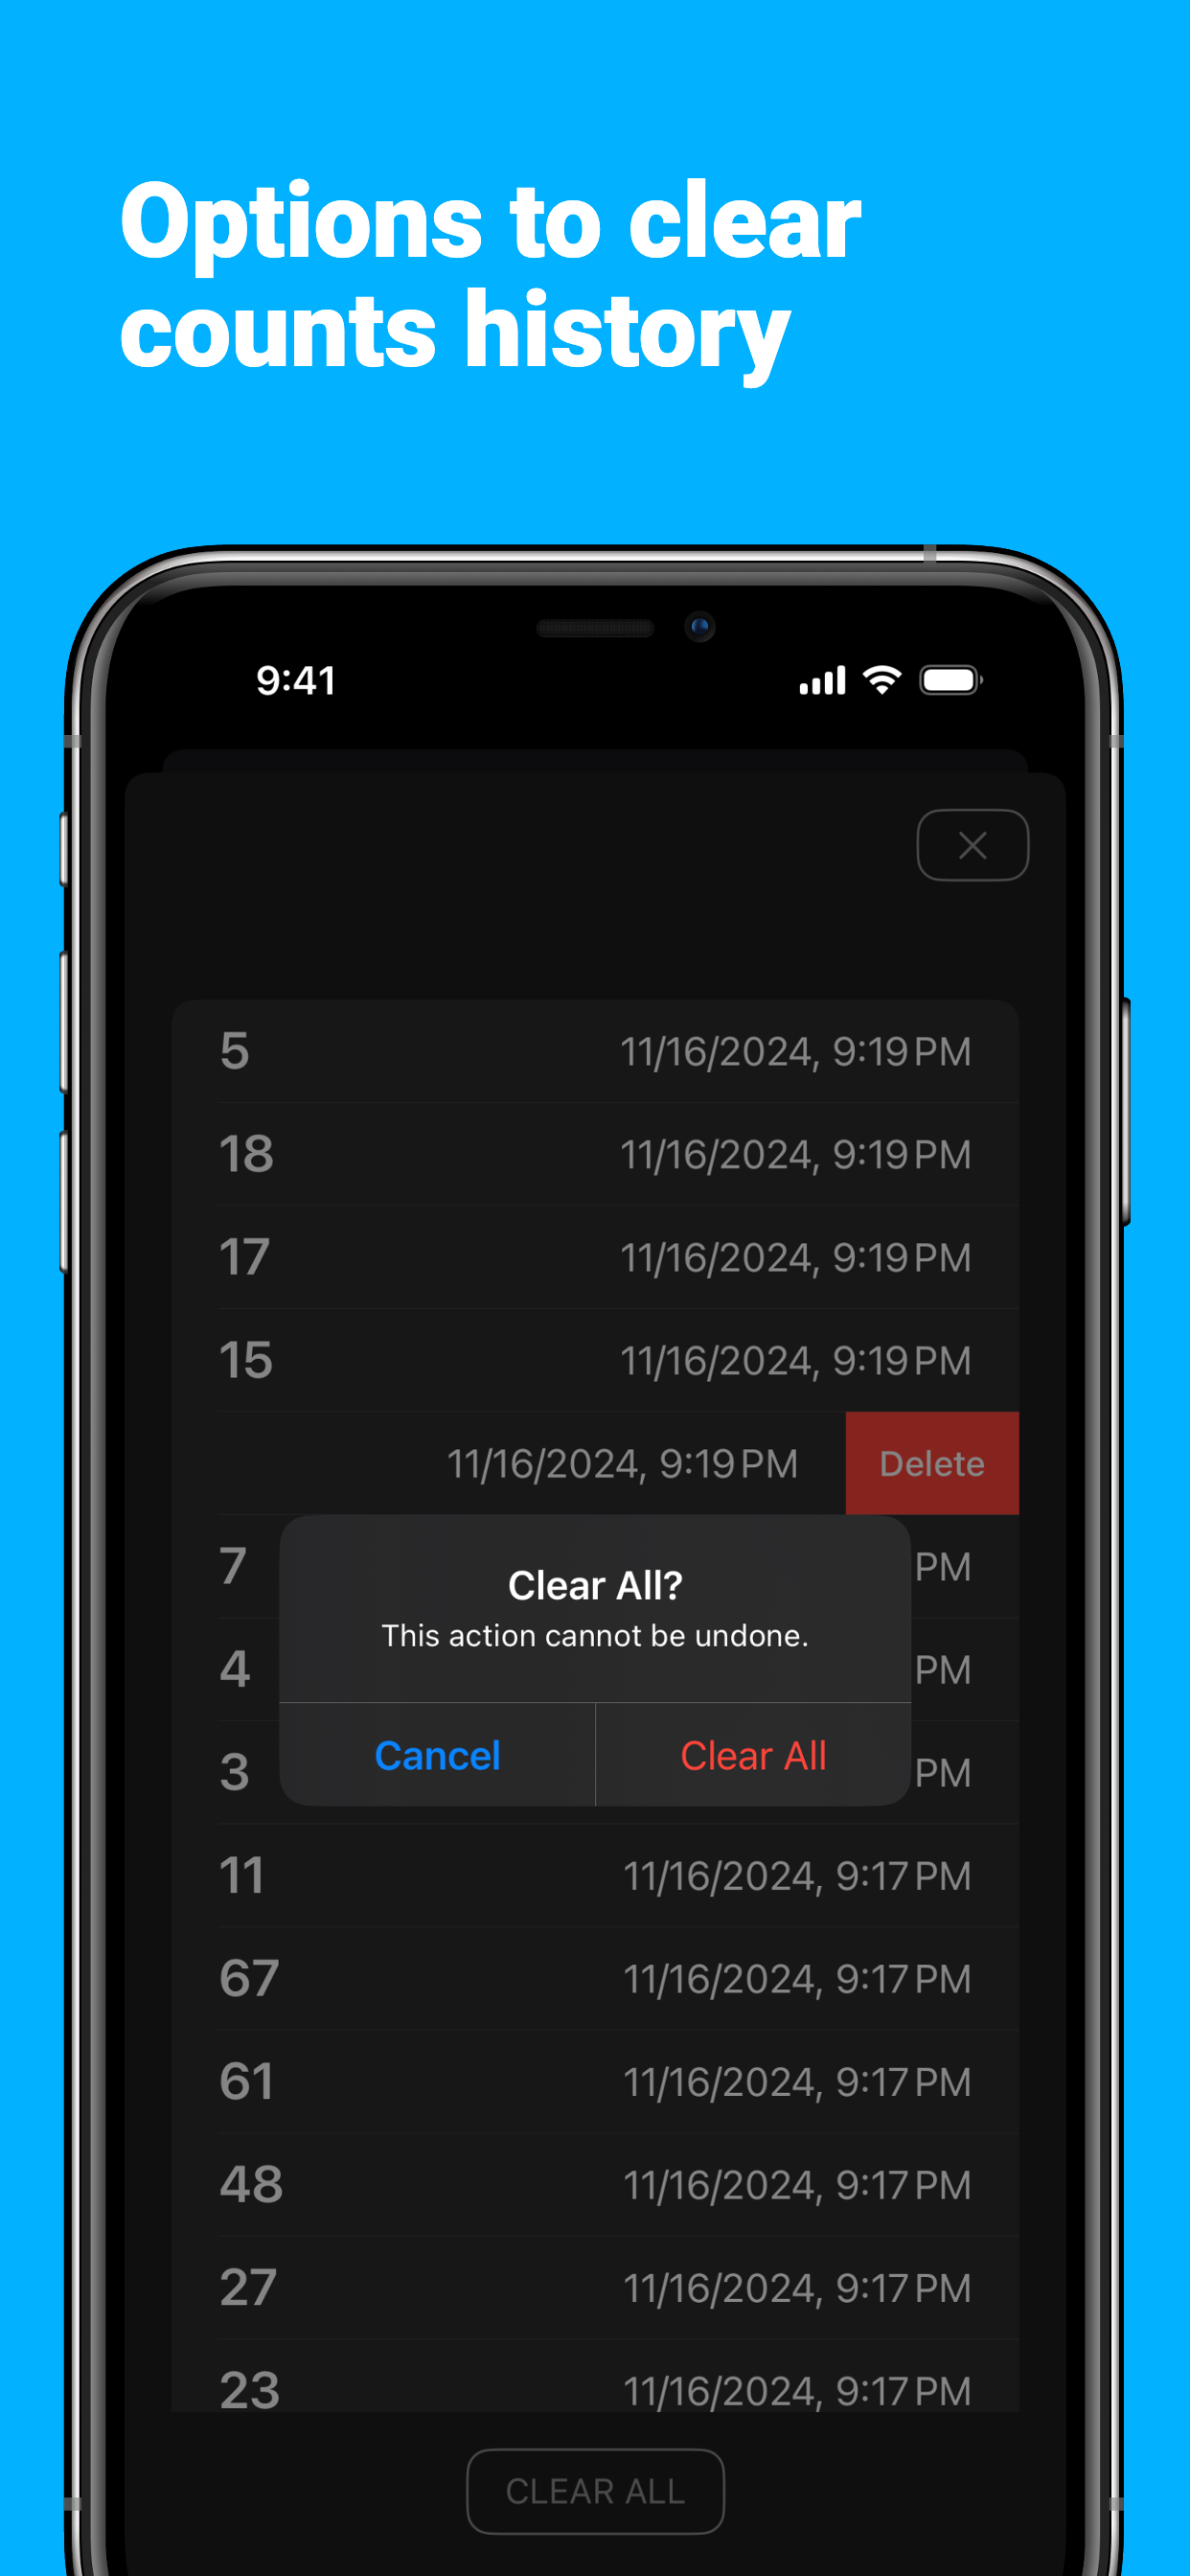 Options to clear
counts history
9:41
5 11/16/2024, 9:19 PM
18 11/16/2024, 9:19 PM
17 11/16/2024, 9:19 PM
15 11/16/2024, 9:19 PM
11/16/2024, 9:19 PM Delete
7 PM
Clear All?
This action cannot be undone.
4 PM
Cancel Clear All
3 PM
11 11/16/2024, 9:17 PM
67 11/16/2024, 9:17 PM
61 11/16/2024, 9:17 PM
48 11/16/2024, 9:17 PM
27 11/16/2024, 9:17 PM
23 11/16/2024, 9:17 PM
CLEAR ALL